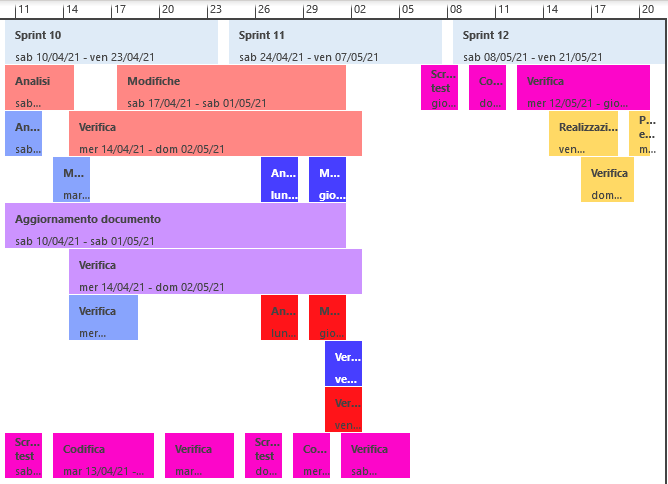 11 14 17 20 23 26 29 02 05 08 11 14 17 20
Sprint 10
sab 10/04/21 - ven 23/04/21
Sprint 11
sab 24/04/21 - ven 07/05/21
Sprint 12
sab 08/05/21 - ven 21/05/21
Analisi
sab...
Modifiche
sab 17/04/21 - sab 01/05/21
Scr...
test
gio...
Co...
do...
Verifica
mer 12/05/21 - gio...
An...
sab...
Verifica
mer 14/04/21 - dom 02/05/21
Realizzazi...
ven...
P...
e...
m...
M...
mar...
An...
lun...
M...
gio...
Verifica
dom...
Aggiornamento documento
sab 10/04/21 - sab 01/05/21
Verifica
mer 14/04/21 - dom 02/05/21
Verifica
mer...
An...
lun...
M...
gio...
Ver...
ve...
Ver...
ven...
Scr...
test
sab...
Codifica
mar 13/04/21 -...
Verifica
mar...
Scr...
test
do...
Co...
mer...
Verifica
sab...